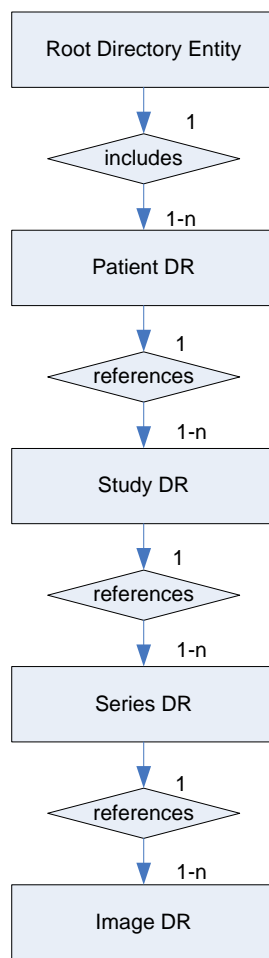 Root Directory Entity
1
includes
1-n
Patient DR
1
references
1-n
Study DR
1
references
1-n
Series DR
1
references
1-n
Image DR